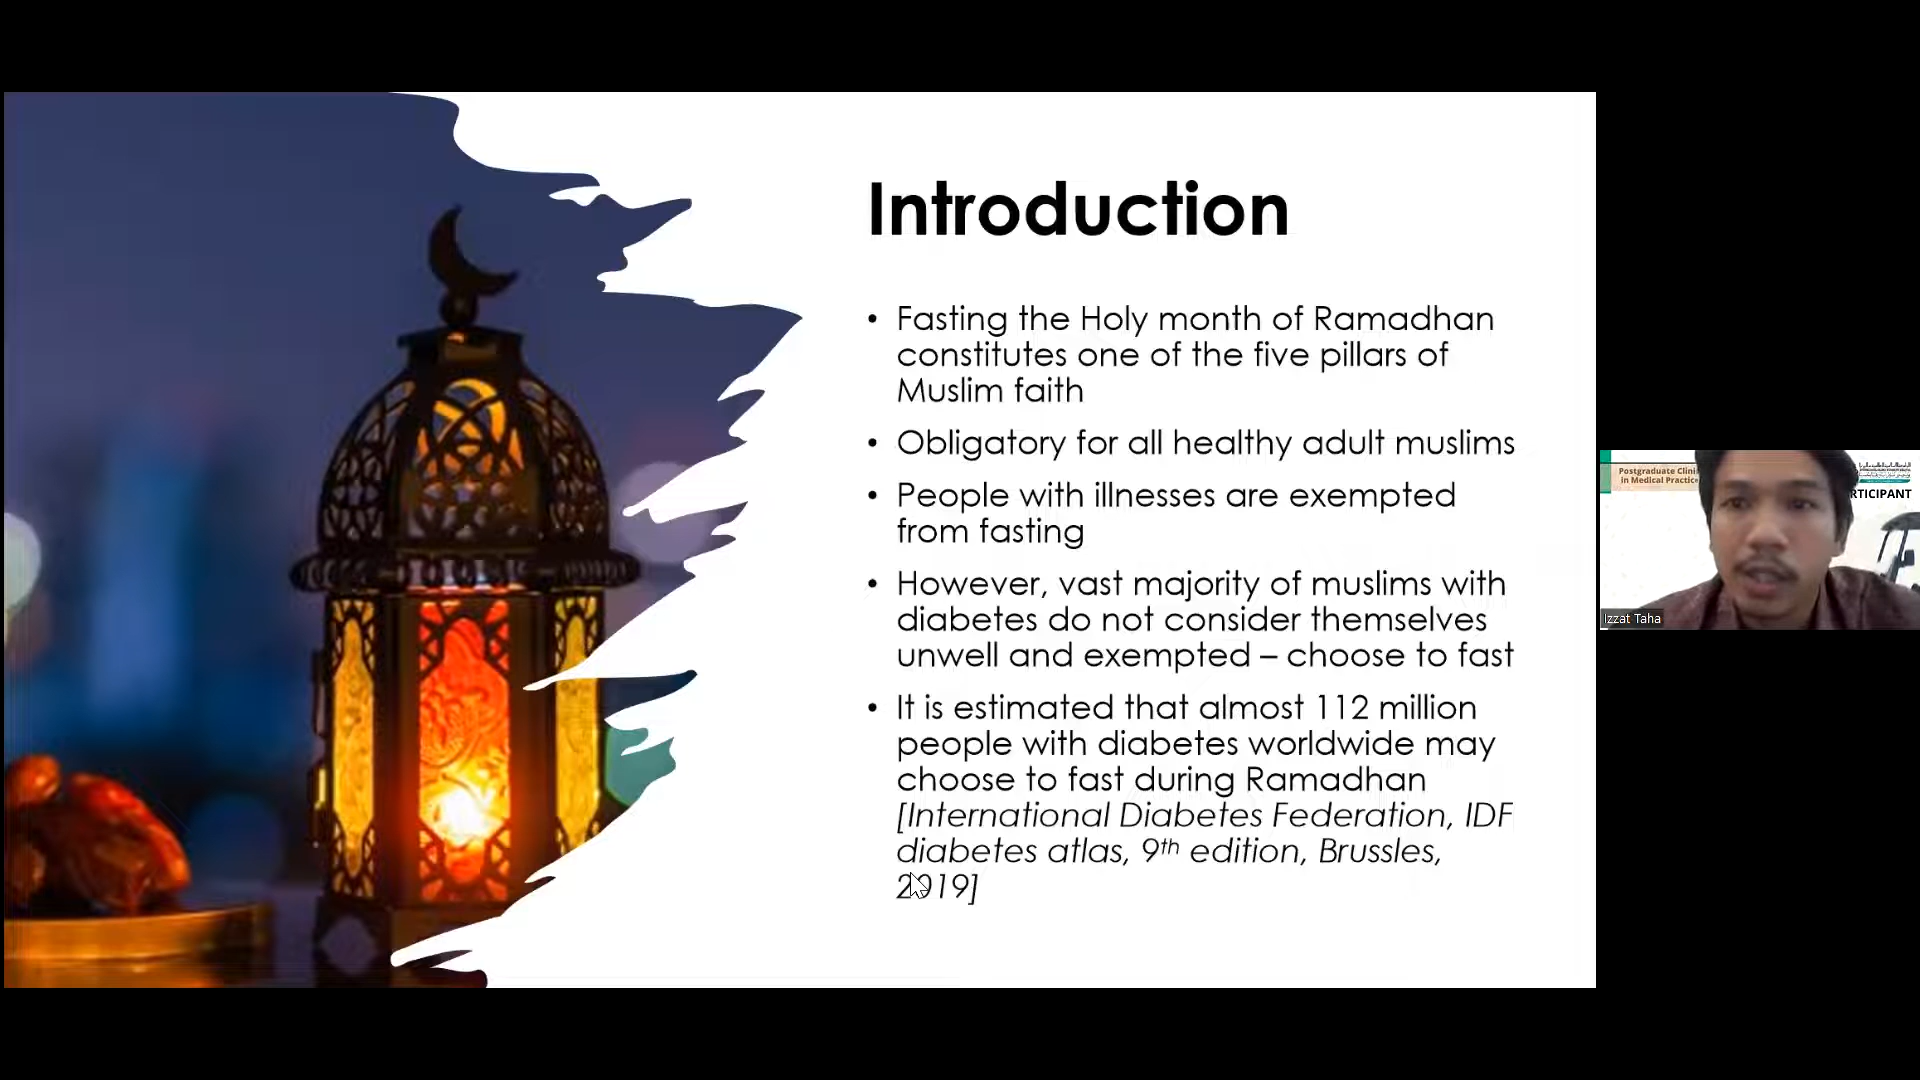 Introduction
• Fasting the Holy month of Ramadhan
constitutes one of the five pillars of
Muslim faith
• Obligatory for all healthy adult muslims
• People with illnesses are exempted
from fasting
• However, vast majority of muslims with
diabetes do not consider themselves
unwell and exempted – choose to fast
• It is estimated that almost 112 million
people with diabetes worldwide may
choose to fast during Ramadhan
[International Diabetes Federation, IDF
diabetes atlas, 9th edition, Brussles,
2019]
Postgraduate Clini
in Medical Practic
RTICIPANT
Izzat Taha